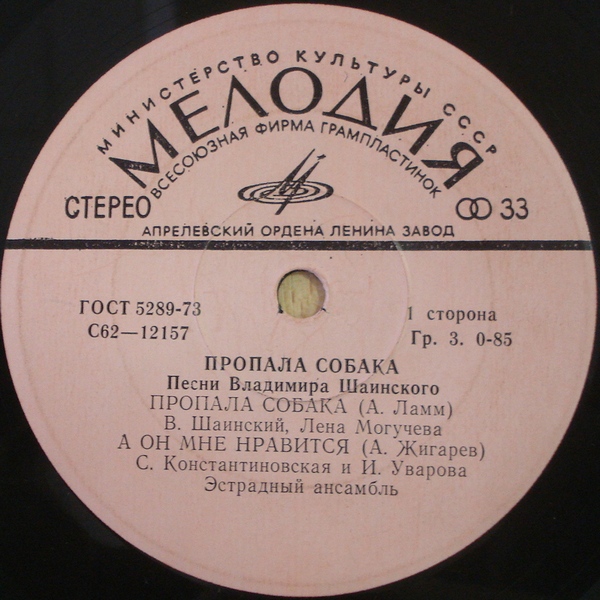 МИНИСТЕРСТВО КУЛЬТУРЫ СССР
МЕЛОДИЯ
ВСЕСОЮЗНАЯ ФИРМА ГРАМПЛАСТИНОК
СТЕРЕО
33
АПРЕЛЕВСКИЙ ОРДЕНА ЛЕНИНА ЗАВОД
ГОСТ 5289-73
1 сторона
С62—12157
Гр. 3. 0-85
ПРОПАЛА СОБАКА
Песни Владимира Шаинского
ПРОПАЛА СОБАКА (А. Ламм)
В. Шаинский, Лена Могучева
А ОН МНЕ НРАВИТСЯ (А. Жигарев)
С. Константиновская и И. Уварова
Эстрадный ансамбль